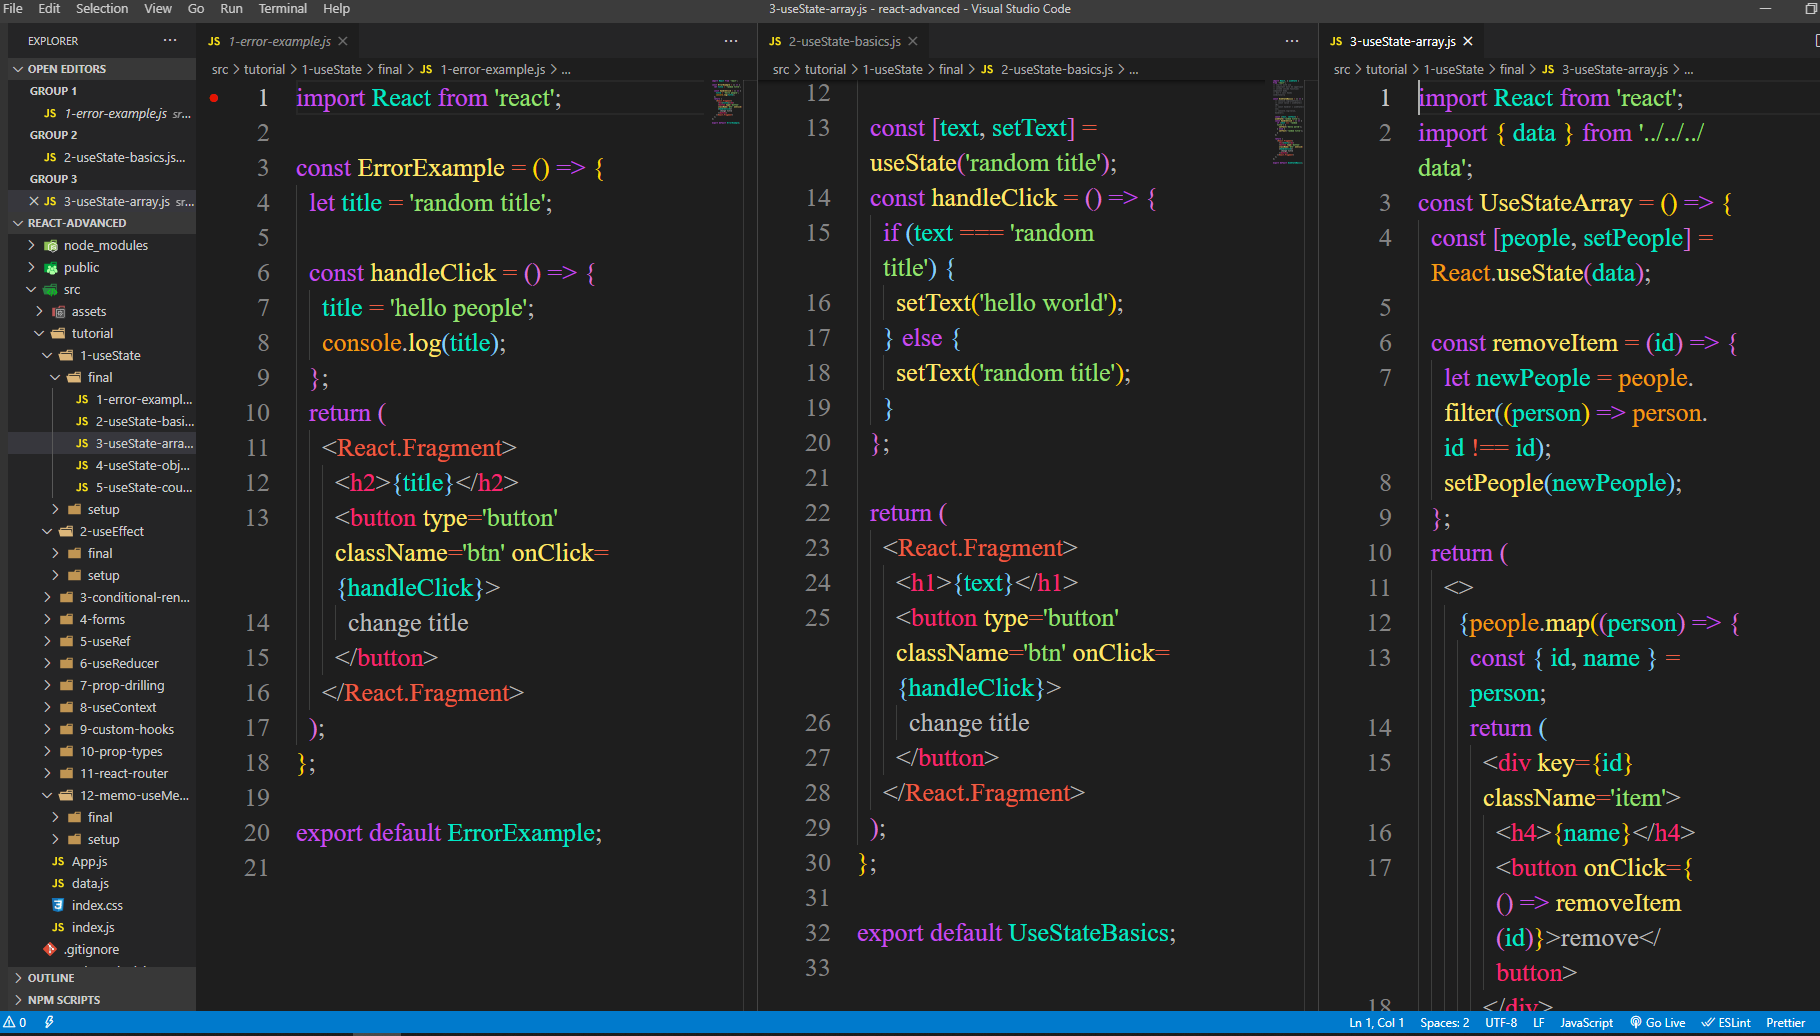 File Edit Selection View Go Run Terminal Help
3-useState-array.js - react-advanced - Visual Studio Code
EXPLORER
OPEN EDITORS
GROUP 1
JS 1-error-example.js sr...
GROUP 2
JS 2-useState-basics.js...
GROUP 3
JS 3-useState-array.js sr...
REACT-ADVANCED
node_modules
public
src
assets
tutorial
1-useState
final
JS 1-error-exampl...
JS 2-useState-basi...
JS 3-useState-arra...
JS 4-useState-obj...
JS 5-useState-cou...
setup
2-useEffect
final
setup
3-conditional-ren...
4-forms
5-useRef
6-useReducer
7-prop-drilling
8-useContext
9-custom-hooks
10-prop-types
11-react-router
12-memo-useMe...
final
setup
JS App.js
JS data.js
index.css
JS index.js
.gitignore
OUTLINE
NPM SCRIPTS
JS 1-error-example.js
src > tutorial > 1-useState > final > JS 1-error-example.js > ...
1 import React from 'react';
2
3 const ErrorExample = () => {
4 let title = 'random title';
5
6 const handleClick = () => {
7 title = 'hello people';
8 console.log(title);
9 };
10 return (
11 <React.Fragment>
12 <h2>{title}</h2>
13 <button type='button'
className='btn' onClick=
{handleClick}>
14 change title
15 </button>
16 </React.Fragment>
17 );
18 };
19
20 export default ErrorExample;
21
JS 2-useState-basics.js
src > tutorial > 1-useState > final > JS 2-useState-basics.js > ...
12
13 const [text, setText] =
useState('random title');
14 const handleClick = () => {
15 if (text === 'random
title') {
16 setText('hello world');
17 } else {
18 setText('random title');
19 }
20 };
21
22 return (
23 <React.Fragment>
24 <h1>{text}</h1>
25 <button type='button'
className='btn' onClick=
{handleClick}>
26 change title
27 </button>
28 </React.Fragment>
29 );
30 };
31
32 export default UseStateBasics;
33
JS 3-useState-array.js
src > tutorial > 1-useState > final > JS 3-useState-array.js > ...
1 import React from 'react';
2 import { data } from '../../../
data';
3 const UseStateArray = () => {
4 const [people, setPeople] =
React.useState(data);
5
6 const removeItem = (id) => {
7 let newPeople = people.
filter((person) => person.
id !== id);
8 setPeople(newPeople);
9 };
10 return (
11 <>
12 {people.map((person) => {
13 const { id, name } =
person;
14 return (
15 <div key={id}
className='item'>
16 <h4>{name}</h4>
17 <button onClick={
() => removeItem
(id)}>remove</
button>
18 </div>
0
Ln 1, Col 1 Spaces: 2 UTF-8 LF JavaScript Go Live ESLint Prettier